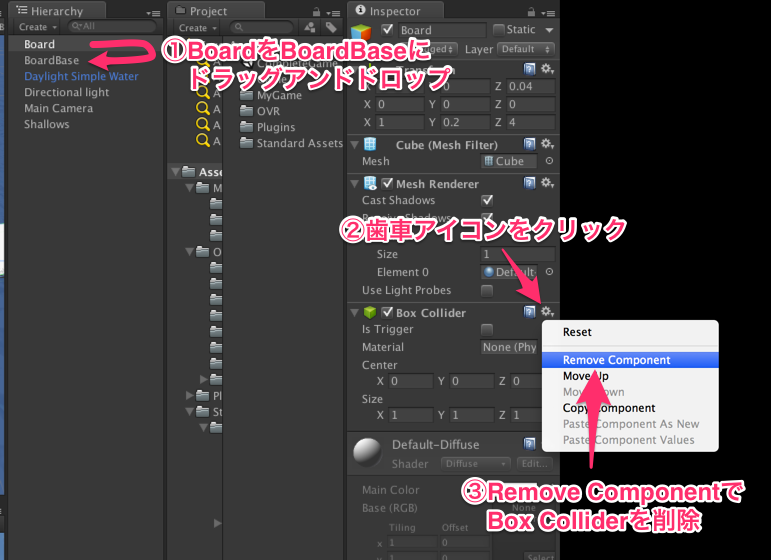 Hierarchy
Create
All
Board
BoardBase
Daylight Simple Water
Directional light
Main Camera
Shallows
①BoardをBoardBaseに
ドラッグアンドドロップ
Project
Create
CompleteGame
MyGame
OVR
Plugins
Standard Assets
A
A
A
A
A
Asse
M
O
Pl
St
Inspector
Board
Static
Layer
Default
Z 0.04
X 0 Y 0 Z 0
X 1 Y 0.2 Z 4
Cube (Mesh Filter)
Mesh
Cube
Mesh Renderer
Cast Shadows
②歯車アイコンをクリック
Size
1
Element 0
Default-
Use Light Probes
Box Collider
Is Trigger
Material
None (Phy
Center
X 0 Y 0 Z 0
Size
X 1 Y 1 Z 1
Reset
Remove Component
Move Up
Move Down
Copy Component
Paste Component As New
Paste Component Values
Default-Diffuse
Shader
Diffuse
Edit...
③Remove Componentで
Box Colliderを削除
Main Color
Base (RGB)
Tiling
Offset
x 1 0
y 1 0
Select